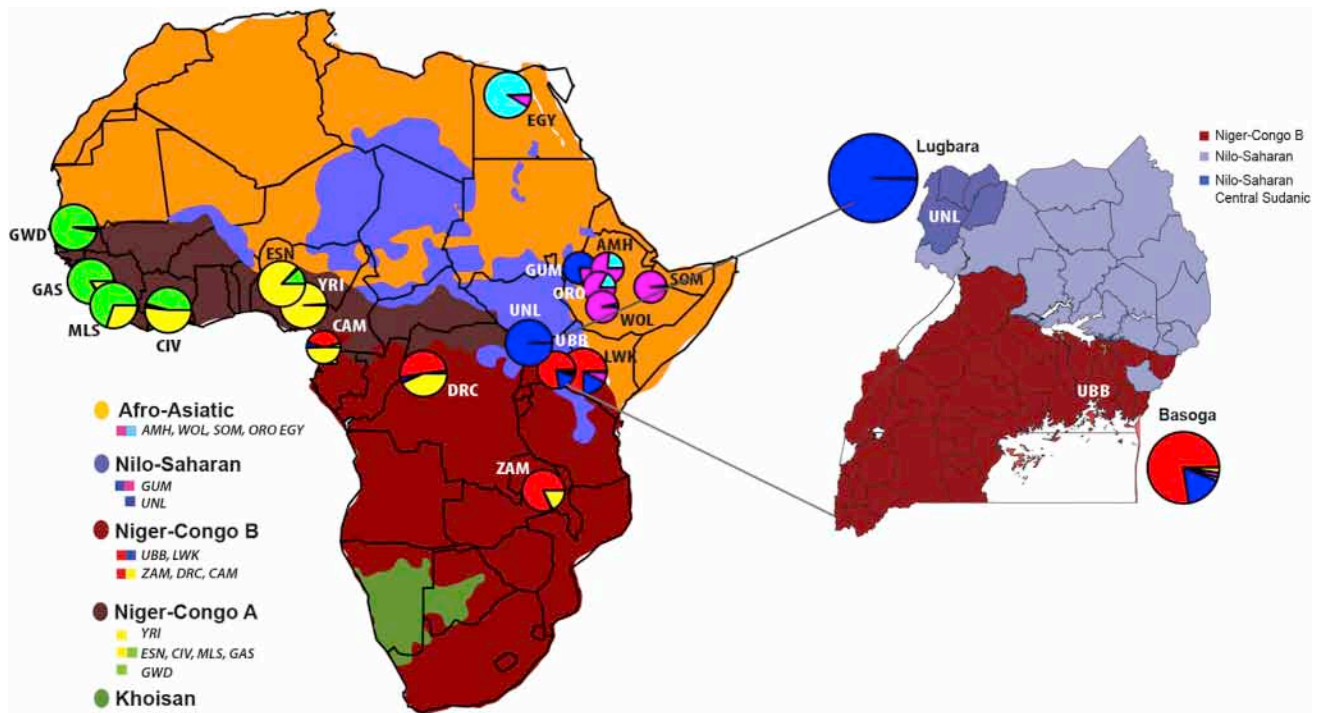 EGY
GWD
GAS
MLS
CIV
ESN
YRI
CAM
DRC
GUM
AMH
ORO
SOM
WOL
UNL
UBB
LWK
ZAM
Afro-Asiatic
AMH, WOL, SOM, ORO EGY
Nilo-Saharan
GUM
UNL
Niger-Congo B
UBB, LWK
ZAM, DRC, CAM
Niger-Congo A
YRI
ESN, CIV, MLS, GAS
GWD
Khoisan
Lugbara
UNL
UBB
Basoga
Niger-Congo B
Nilo-Saharan
Nilo-Saharan
Central Sudanic